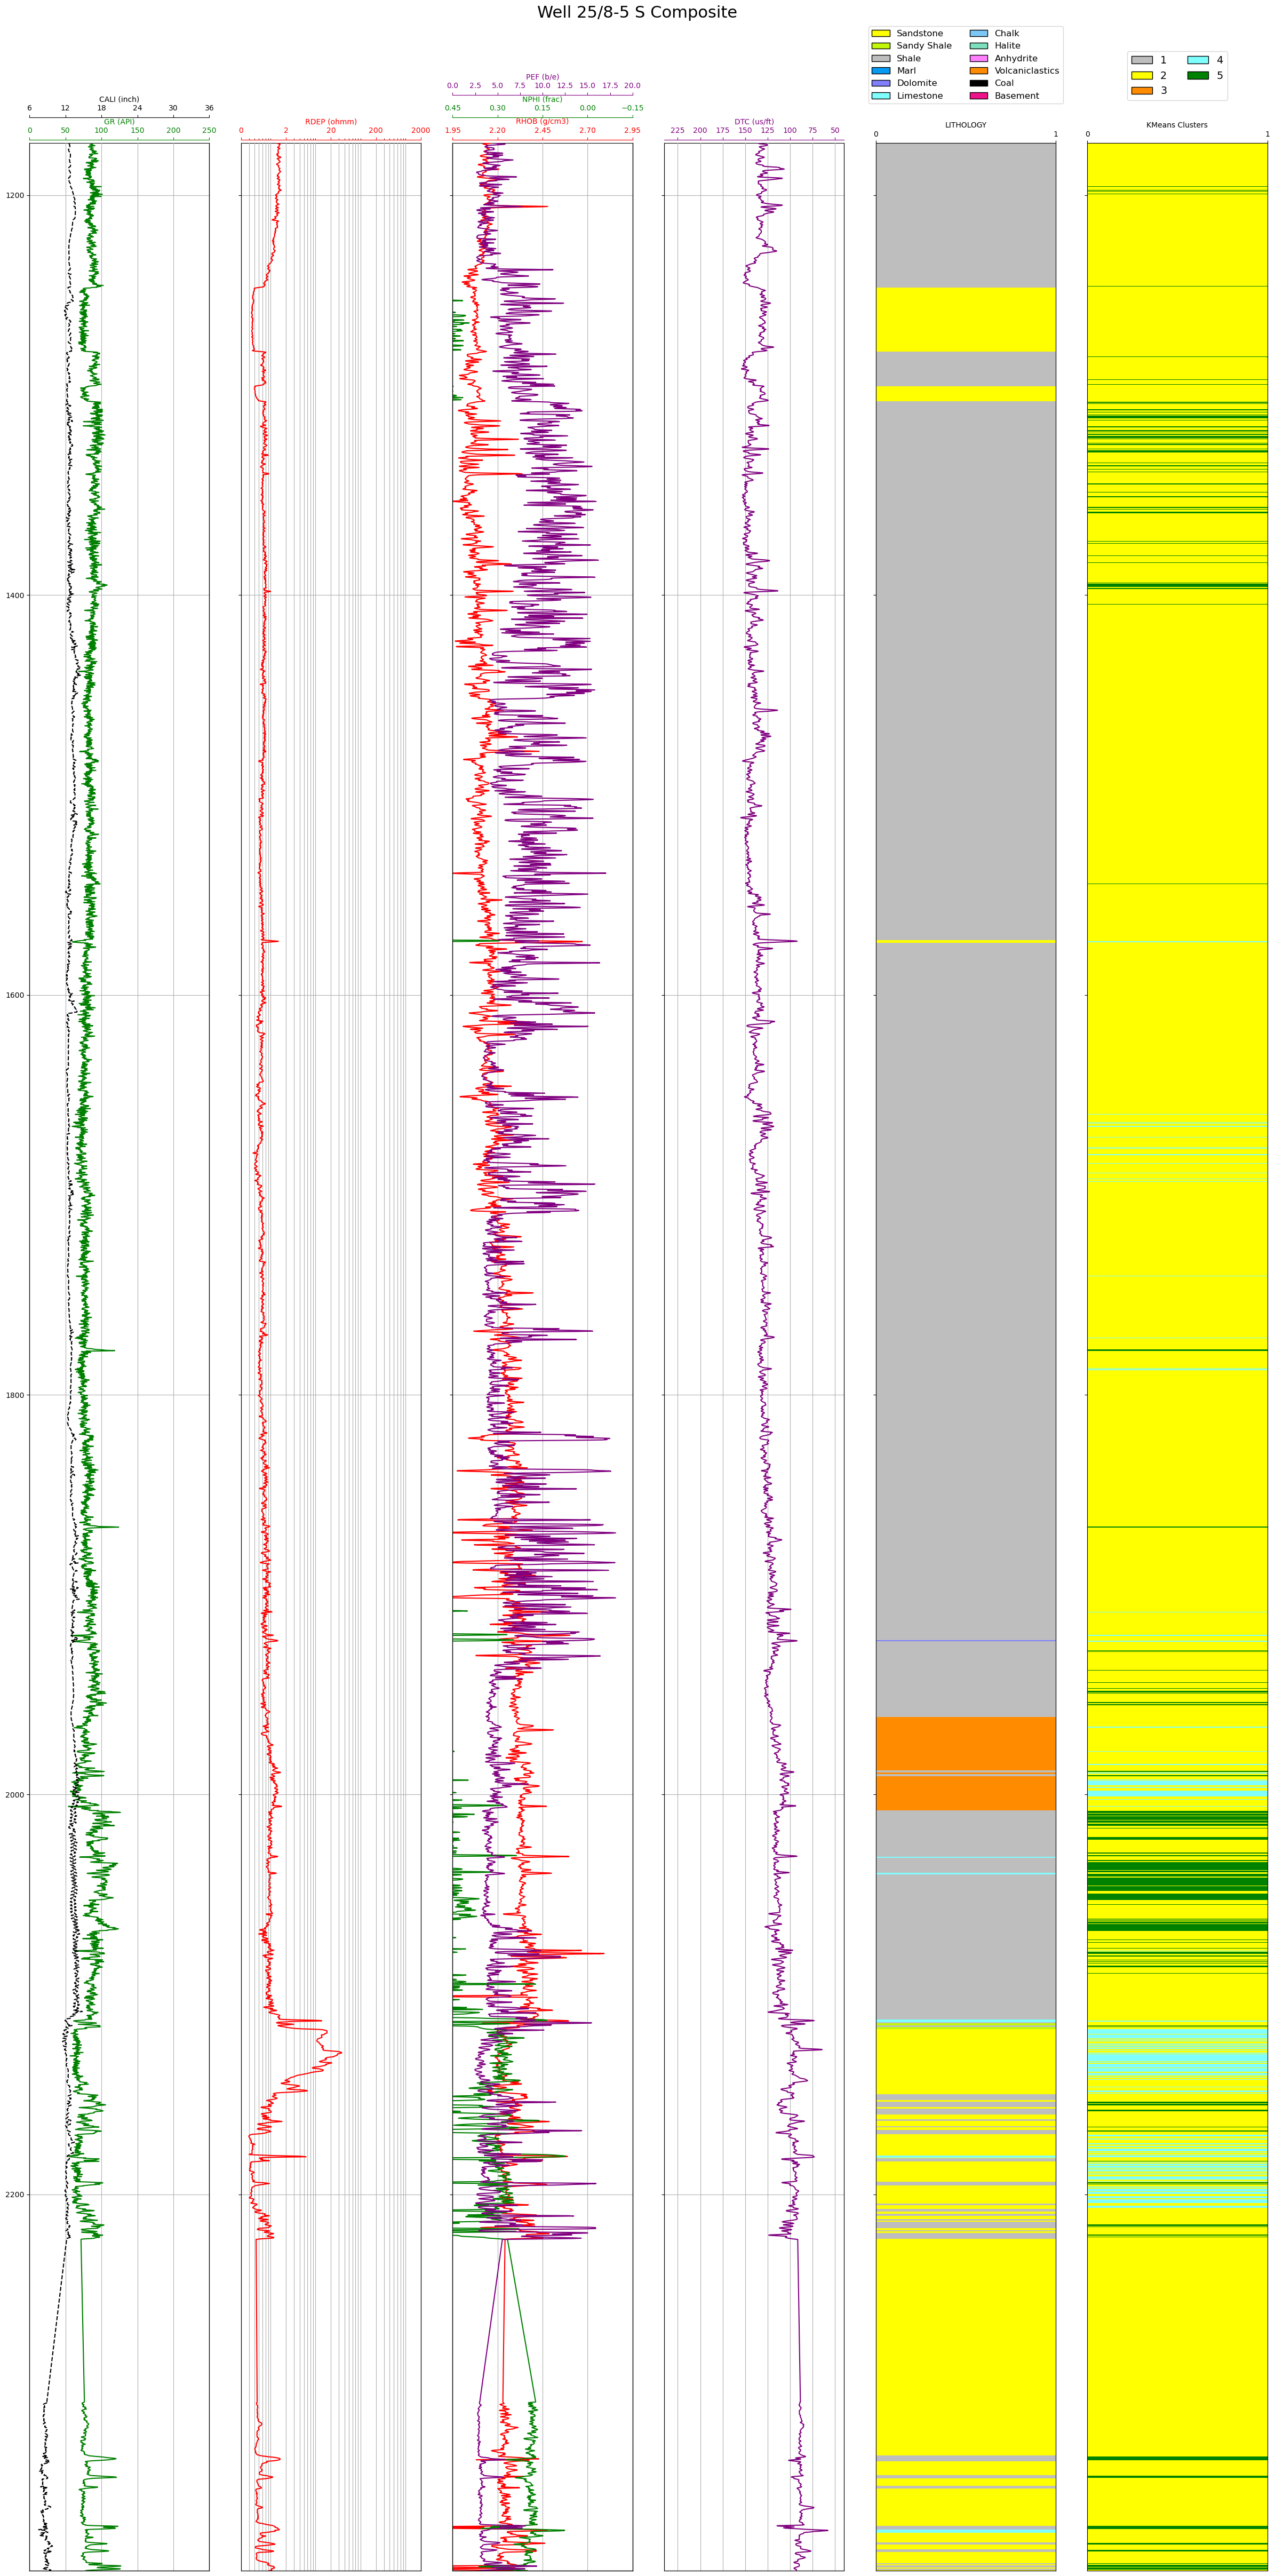 Well 25/8-5 S Composite
Sandstone Chalk
Sandy Shale Halite
Shale Anhydrite
Marl Volcaniclastics
Dolomite Coal
Limestone Basement
1 4
2 5
3
PEF (b/e)
0.0 2.5 5.0 7.5 10.0 12.5 15.0 17.5 20.0
CALI (inch)
NPHI (frac)
6 12 18 24 30 36
0.45 0.30 0.15 0.00 −0.15
GR (API)
RDEP (ohmm)
RHOB (g/cm3)
DTC (us/ft)
LITHOLOGY
KMeans Clusters
0 50 100 150 200 250
0 2 20 200 2000
1.95 2.20 2.45 2.70 2.95
225 200 175 150 125 100 75 50
0 1
0 1
1200
1400
1600
1800
2000
2200